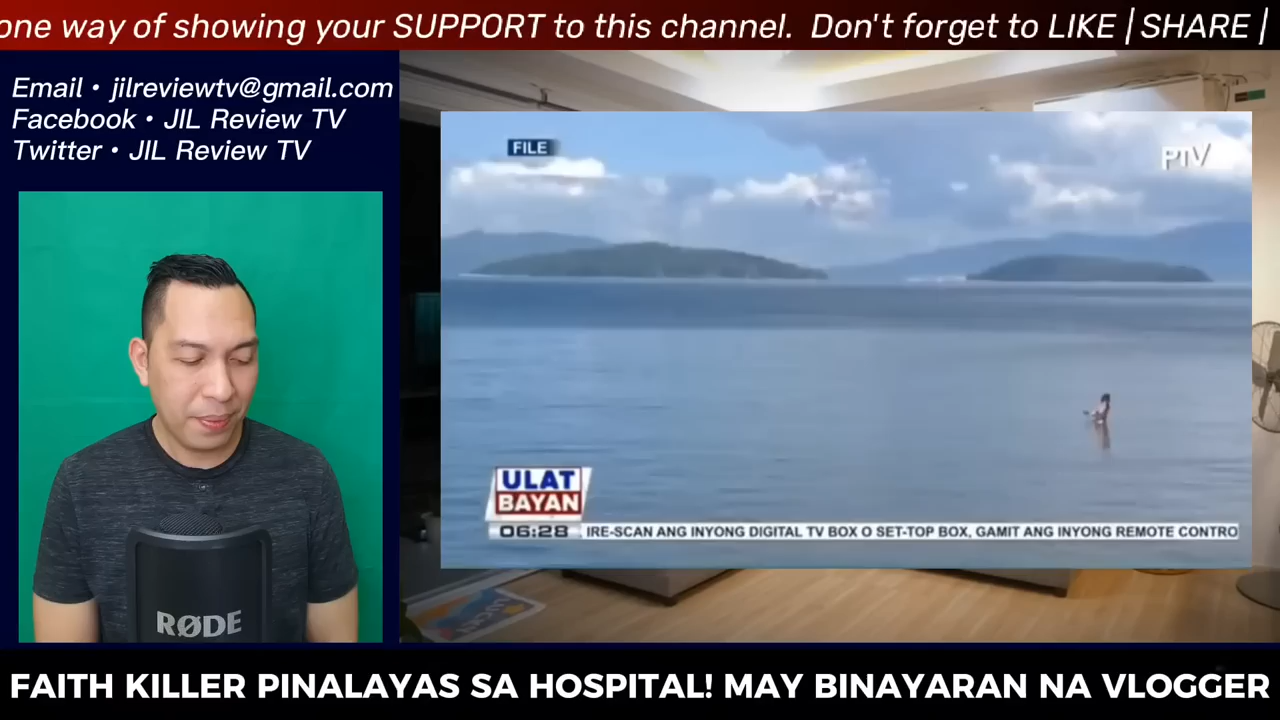 one way of showing your SUPPORT to this channel. Don't forget to LIKE | SHARE |
Email • jilreviewtv@gmail.com
Facebook • JIL Review TV
Twitter • JIL Review TV
FILE
PTV
RØDE
ULAT
BAYAN
06:28 IRE-SCAN ANG INYONG DIGITAL TV BOX O SET-TOP BOX, GAMIT ANG INYONG REMOTE CONTRO
FAITH KILLER PINALAYAS SA HOSPITAL! MAY BINAYARAN NA VLOGGER